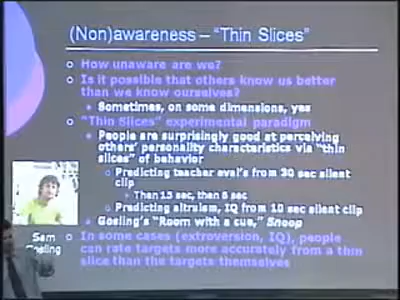 (Non)awareness – "Thin Slices"
How unaware are we?
Is it possible that others know us better
than we know ourselves?
Sometimes, on some dimensions, yes
"Thin Slices" experimental paradigm
People are surprisingly good at perceiving
others' personality characteristics via "thin
slices" of behavior
Predicting teacher eval's from 30 sec silent
clip
Then 15 sec, then 6 sec
Predicting altruism, IQ from 10 sec silent clip
Gosling's "Room with a cue," Snoop
Sam
Gosling
In some cases (extroversion, IQ), people
can rate targets more accurately from a thin
slice than the targets themselves